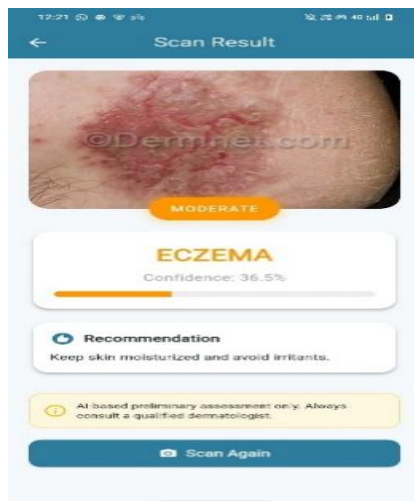 12:21
Scan Result
©Dermnet.com
MODERATE
ECZEMA
Confidence: 36.5%
Recommendation
Keep skin moisturized and avoid irritants.
AI-based preliminary assessment only. Always
consult a qualified dermatologist.
Scan Again